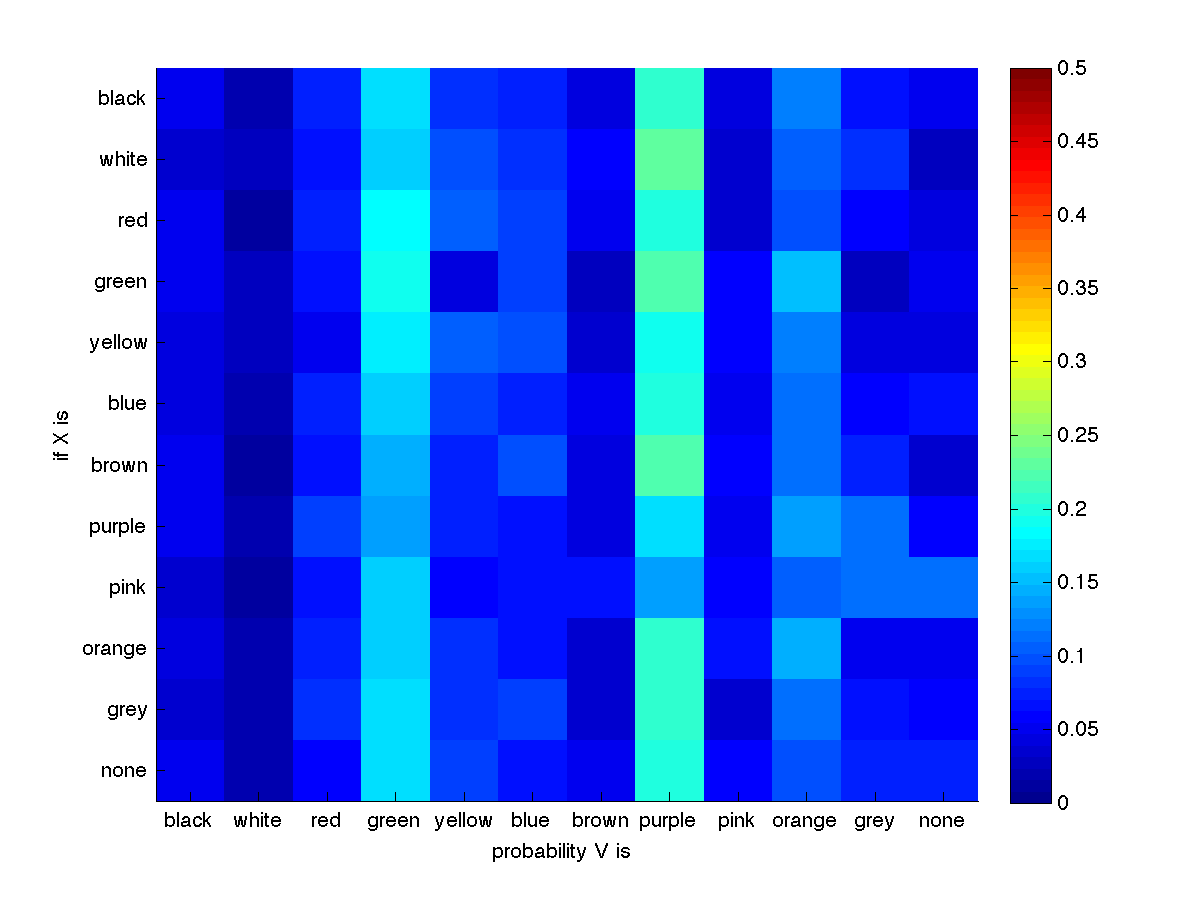 if X is
black
white
red
green
yellow
blue
brown
purple
pink
orange
grey
none
black white red green yellow blue brown purple pink orange grey none
probability V is
0.5
0.45
0.4
0.35
0.3
0.25
0.2
0.15
0.1
0.05
0